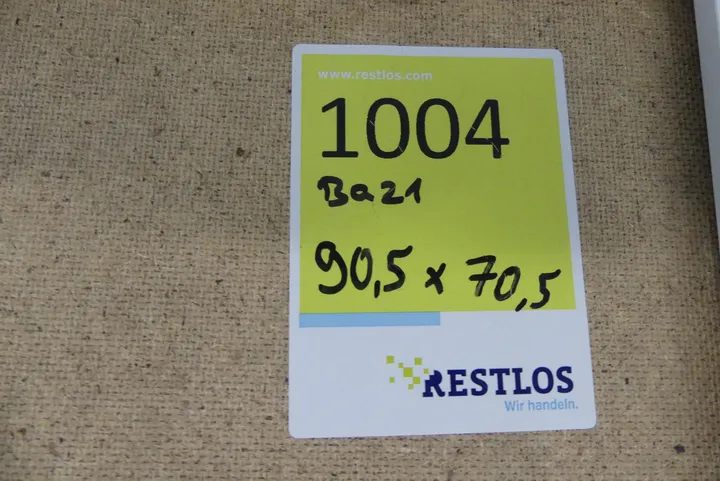 www.restlos.com
1004
Ba21
90,5 x 70,5
RESTLOS
Wir handeln.